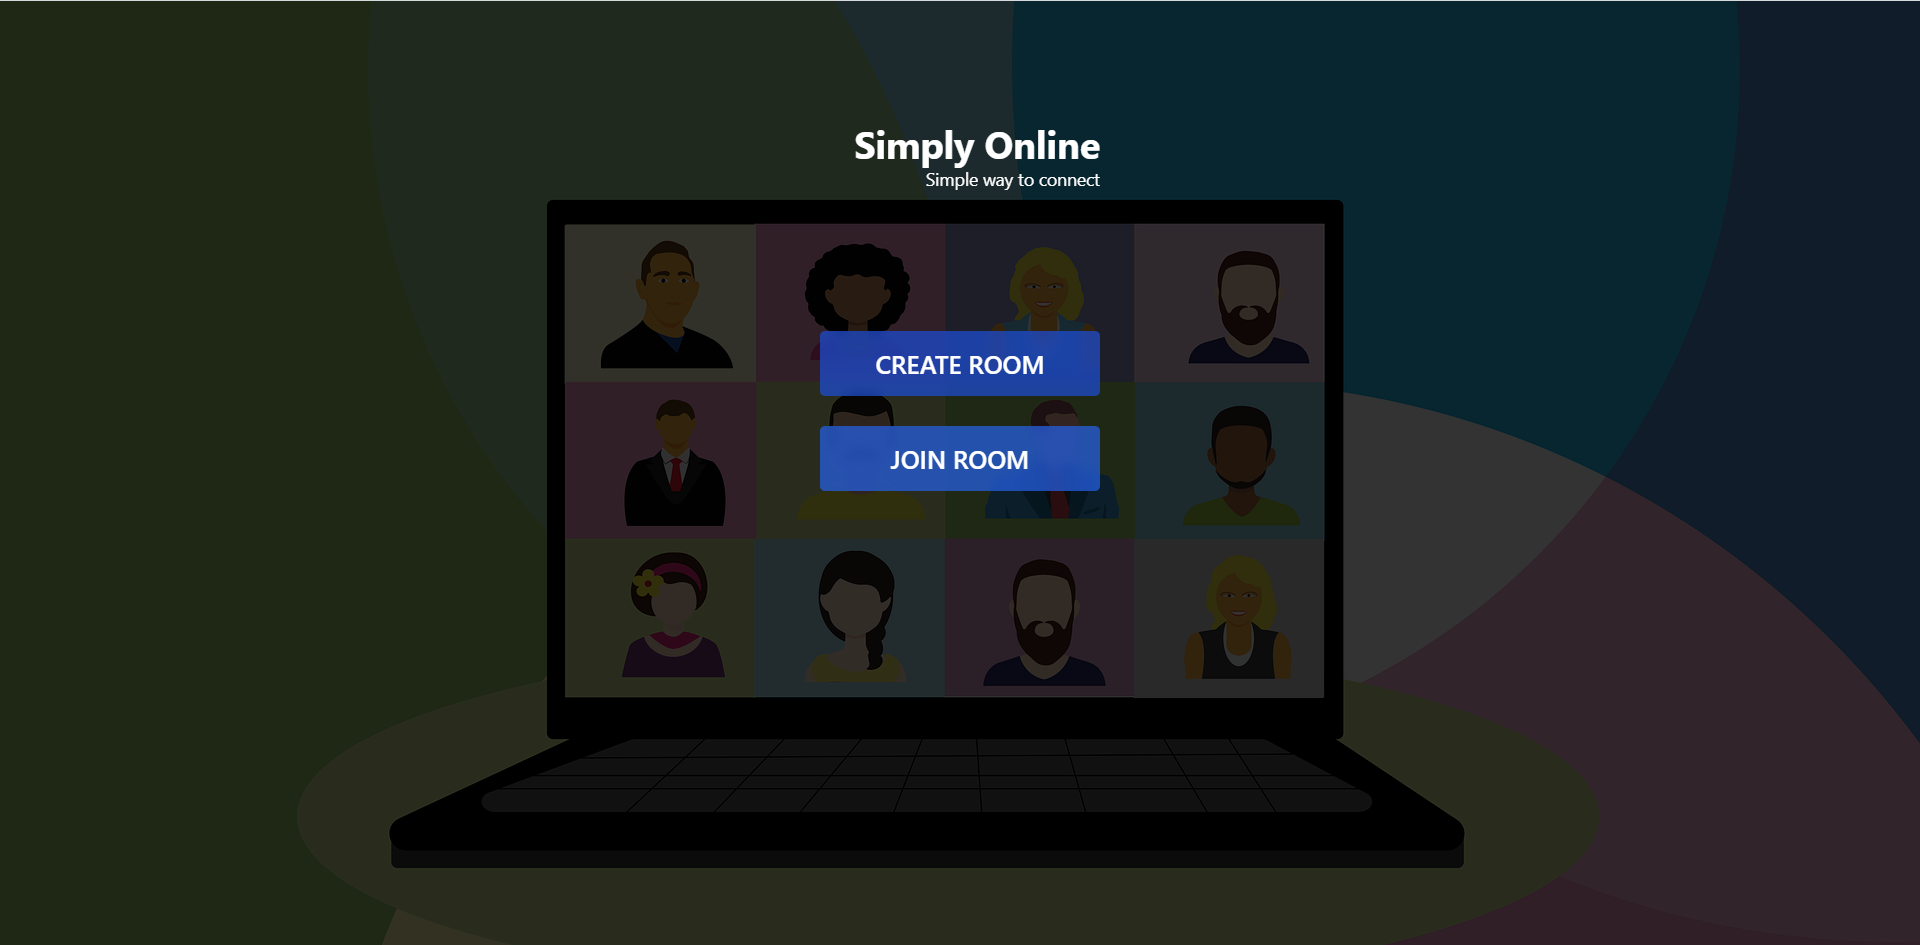 Simply Online
Simple way to connect
CREATE ROOM
JOIN ROOM